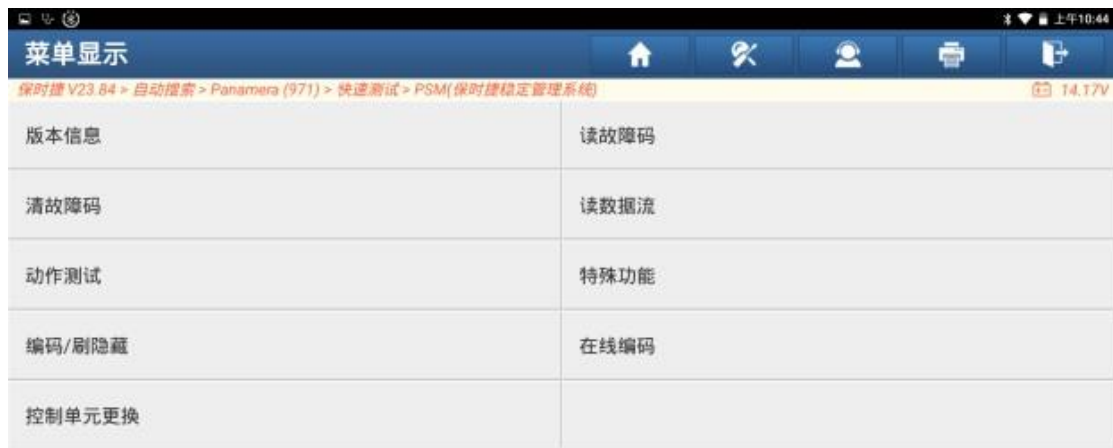 上午10:44
菜单显示
保时捷 V23.84 > 自动搜索 > Panamera (971) > 快速测试 > PSM(保时捷稳定管理系统)
14.17V
版本信息
读故障码
清故障码
读数据流
动作测试
特殊功能
编码/刷隐藏
在线编码
控制单元更换